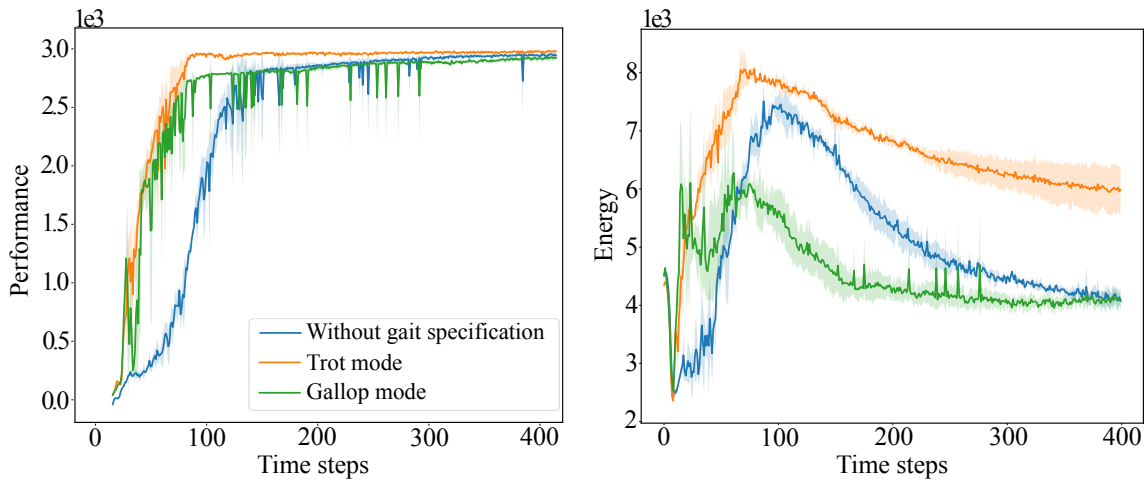 1e3
Performance
3.0
2.5
2.0
1.5
1.0
0.5
0.0
0
100
200
300
400
Time steps
Without gait specification
Trot mode
Gallop mode
1e3
Energy
8
7
6
5
4
3
2
0
100
200
300
400
Time steps